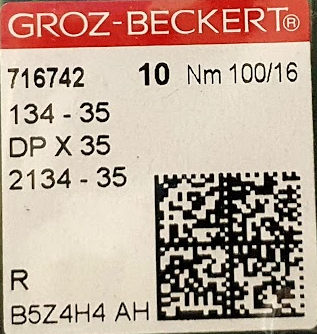 GROZ-BECKERT®
716742 10 Nm 100/16
134 - 35
DP X 35
2134 - 35
R
B5Z4H4 AH